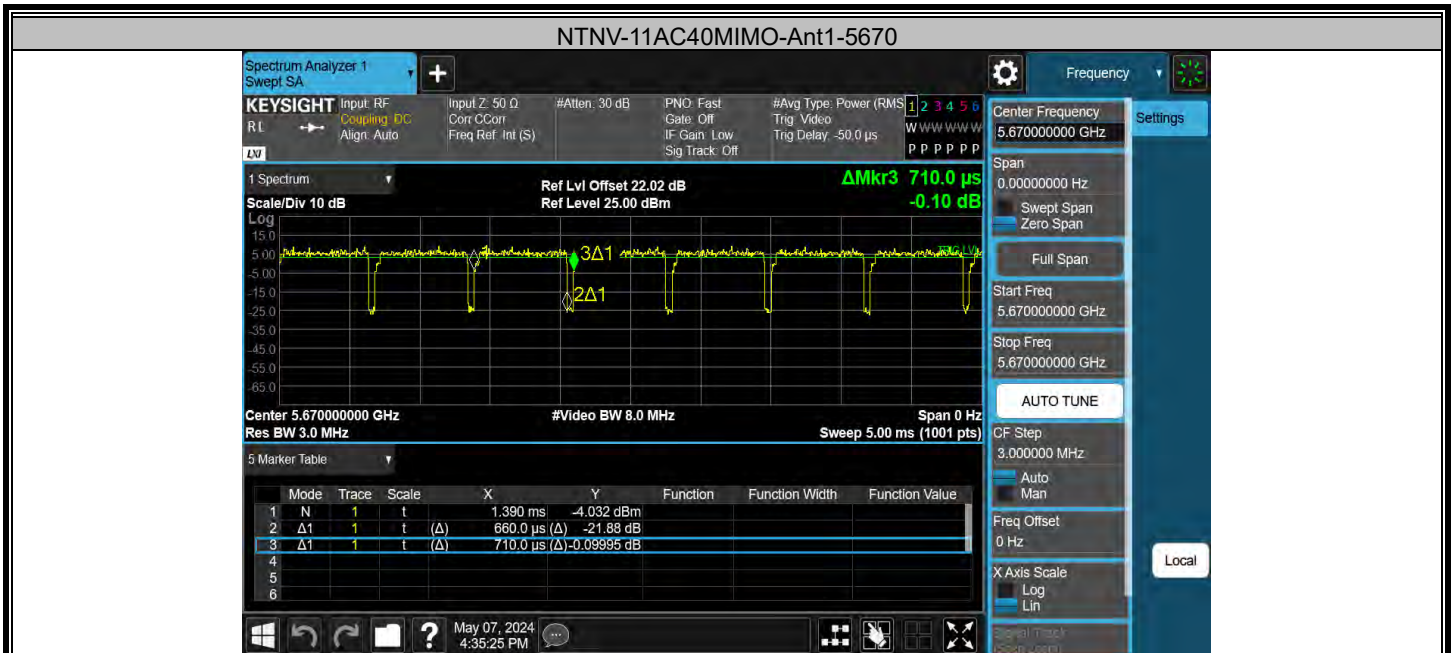 NTNV-11AC40MIMO-Ant1-5670
Spectrum Analyzer 1
Swept SA
+
Frequency
KEYSIGHT
RL
LXI
Input: RF
Coupling: DC
Align: Auto
Input Z: 50 Ω
Corr CCorr
Freq Ref: Int (S)
#Atten: 30 dB
PNO: Fast
Gate: Off
IF Gain: Low
Sig Track: Off
#Avg Type: Power (RMS
Trig: Video
Trig Delay: -50.0 µs
1 2 3 4 5 6
W W W W W W
P P P P P P
Center Frequency
5.670000000 GHz
Settings
Span
0.00000000 Hz
Swept Span
Zero Span
Full Span
Start Freq
5.670000000 GHz
Stop Freq
5.670000000 GHz
AUTO TUNE
CF Step
3.000000 MHz
Auto
Man
Freq Offset
0 Hz
X Axis Scale
Log
Lin
Signal Track
Local
1 Spectrum
Scale/Div 10 dB
Ref Lvl Offset 22.02 dB
Ref Level 25.00 dBm
ΔMkr3 710.0 µs
-0.10 dB
Log
15.0
5.00
-5.00
-15.0
-25.0
-35.0
-45.0
-55.0
-65.0
1
3Δ1
2Δ1
TRIG LVL
Center 5.670000000 GHz
Res BW 3.0 MHz
#Video BW 8.0 MHz
Span 0 Hz
Sweep 5.00 ms (1001 pts)
5 Marker Table
Mode Trace Scale X Y Function Function Width Function Value
1 N 1 t 1.390 ms -4.032 dBm
2 Δ1 1 t (Δ) 660.0 µs (Δ) -21.88 dB
3 Δ1 1 t (Δ) 710.0 µs (Δ) -0.09995 dB
4
5
6
?
May 07, 2024
4:35:25 PM